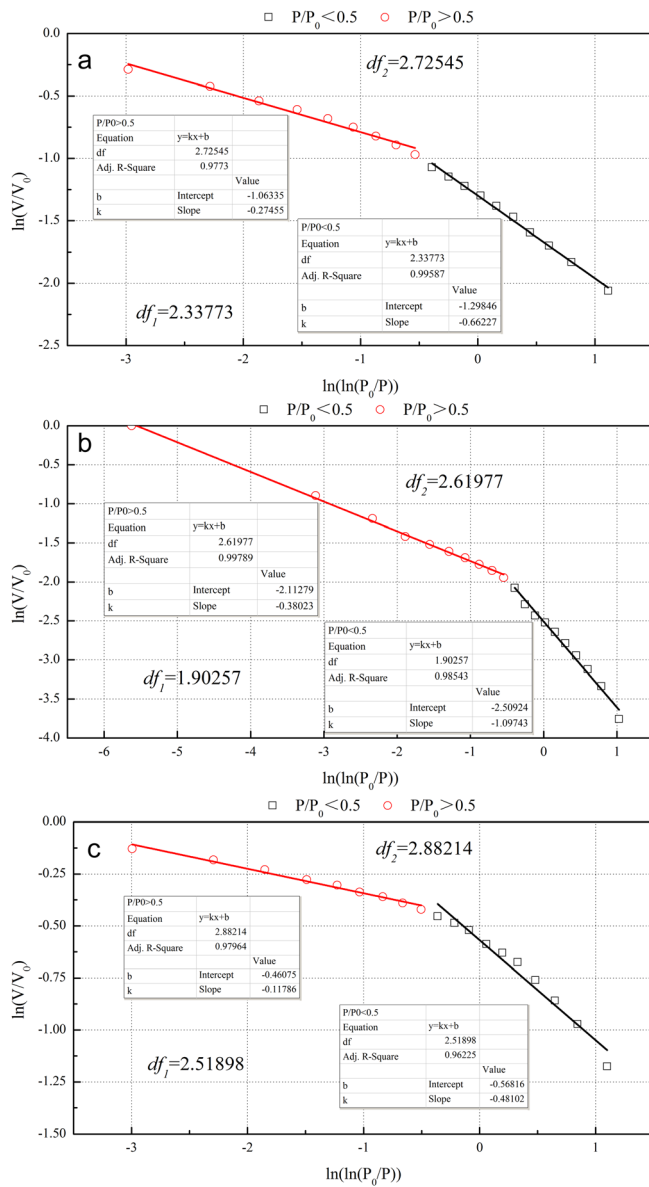 P/P₀<0.5 P/P₀>0.5
a
df₂=2.72545
P/P0>0.5
Equation y=kx+b
df 2.72545
Adj. R-Square 0.9773
Value
b Intercept -1.06335
k Slope -0.27455
P/P0<0.5
Equation y=kx+b
df 2.33773
Adj. R-Square 0.99587
Value
b Intercept -1.29846
k Slope -0.66227
df₁=2.33773
0.0
-0.5
-1.0
-1.5
-2.0
-2.5
ln(V/V₀)
-3 -2 -1 0 1
ln(ln(P₀/P))
P/P₀<0.5 P/P₀>0.5
b
df₂=2.61977
P/P0>0.5
Equation y=kx+b
df 2.61977
Adj. R-Square 0.99789
Value
b Intercept -2.11279
k Slope -0.38023
P/P0<0.5
Equation y=kx+b
df 1.90257
Adj. R-Square 0.98543
Value
b Intercept -2.50924
k Slope -1.09743
df₁=1.90257
0.0
-0.5
-1.0
-1.5
-2.0
-2.5
-3.0
-3.5
-4.0
ln(V/V₀)
-6 -5 -4 -3 -2 -1 0 1
ln(ln(P₀/P))
P/P₀<0.5 P/P₀>0.5
c
df₂=2.88214
P/P0>0.5
Equation y=kx+b
df 2.88214
Adj. R-Square 0.97964
Value
b Intercept -0.46075
k Slope -0.11786
P/P0<0.5
Equation y=kx+b
df 2.51898
Adj. R-Square 0.96225
Value
b Intercept -0.56816
k Slope -0.48102
df₁=2.51898
0.00
-0.25
-0.50
-0.75
-1.00
-1.25
-1.50
ln(V/V₀)
-3 -2 -1 0 1
ln(ln(P₀/P))